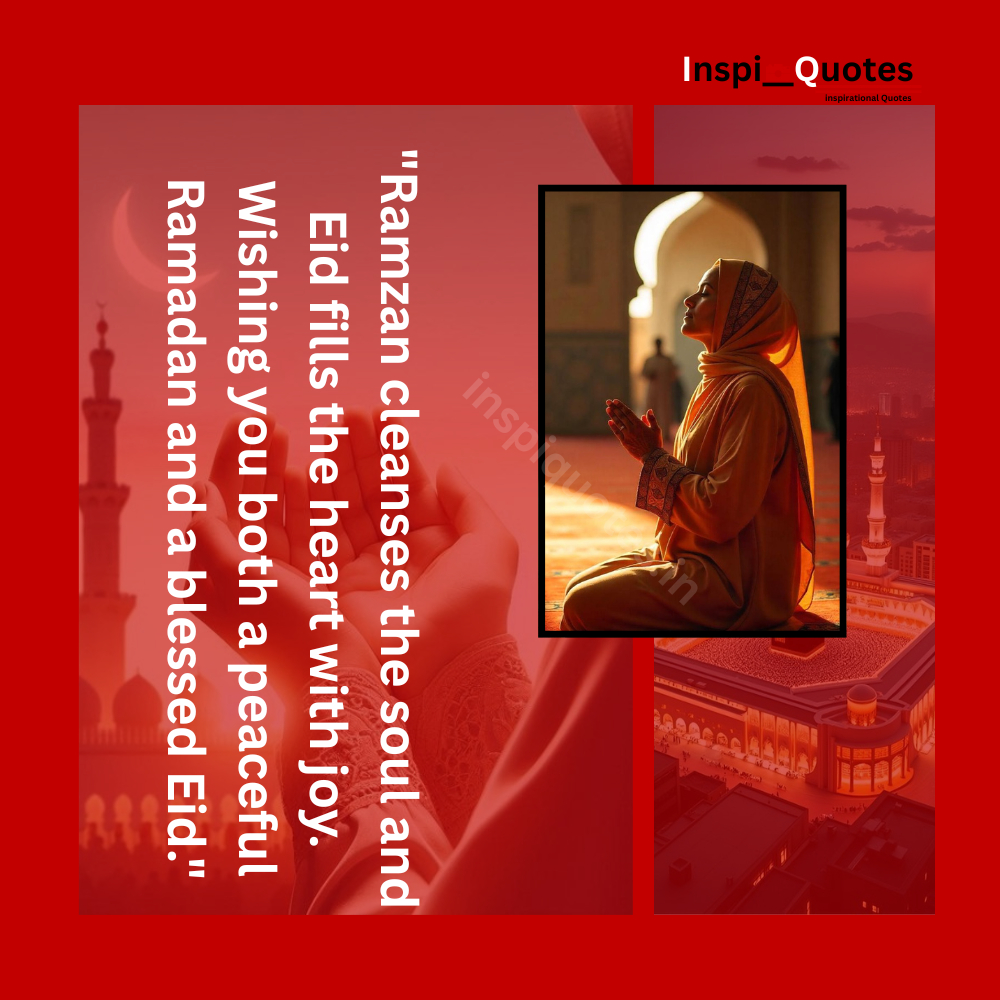 Inspi__Quotes
Inspirational Quotes
"Ramzan cleanses the soul and
Eid fills the heart with joy.
Wishing you both a peaceful
Ramadan and a blessed Eid."